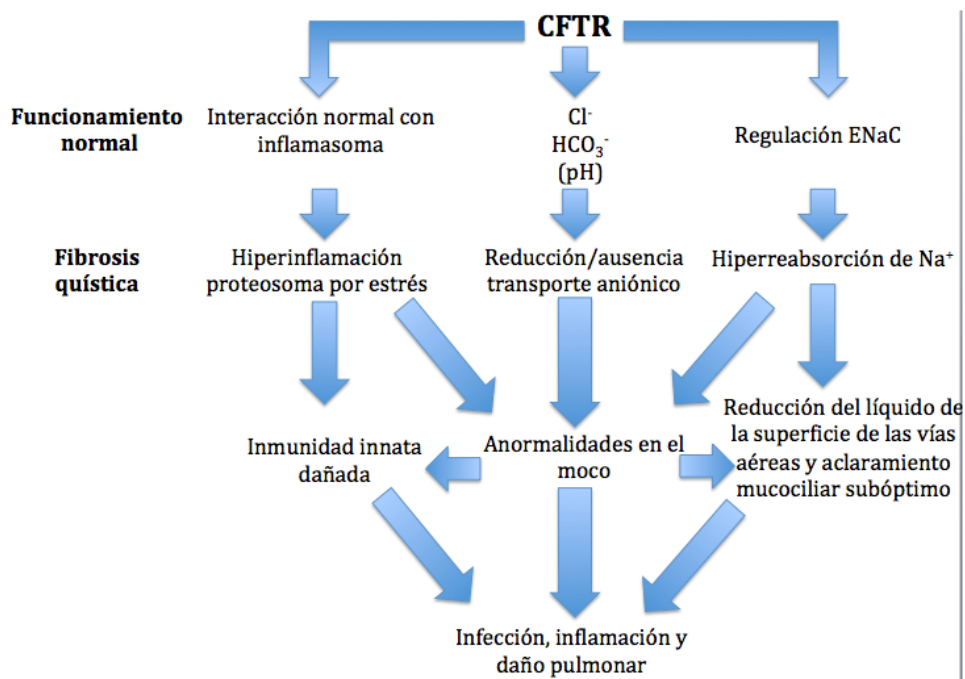 CFTR
Funcionamiento
normal
Interacción normal con
inflamasoma
Cl⁻
HCO₃⁻
(pH)
Regulación ENaC
Fibrosis
quística
Hiperinflamación
proteosoma por estrés
Reducción/ausencia
transporte aniónico
Hiperreabsorción de Na⁺
Inmunidad innata
dañada
Anormalidades en el
moco
Reducción del líquido de
la superficie de las vías
aéreas y aclaramiento
mucociliar subóptimo
Infección, inflamación y
daño pulmonar